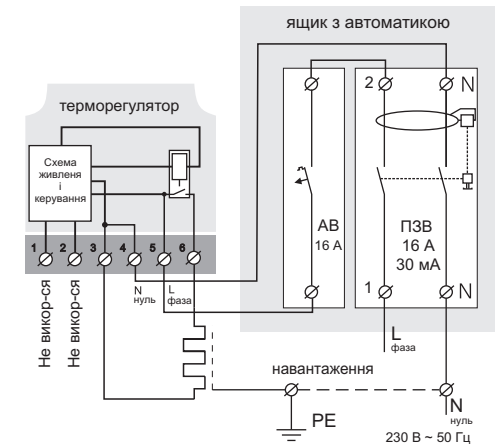 ящик з автоматикою
терморегулятор
Схема
живленя
і
керування
2
N
АВ
16 А
ПЗВ
16 А
30 мА
1
2
3
4
5
6
Не викор-ся
Не викор-ся
N
нуль
L
фаза
1
N
L
фаза
навантаження
PE
N
нуль
230 В ~ 50 Гц